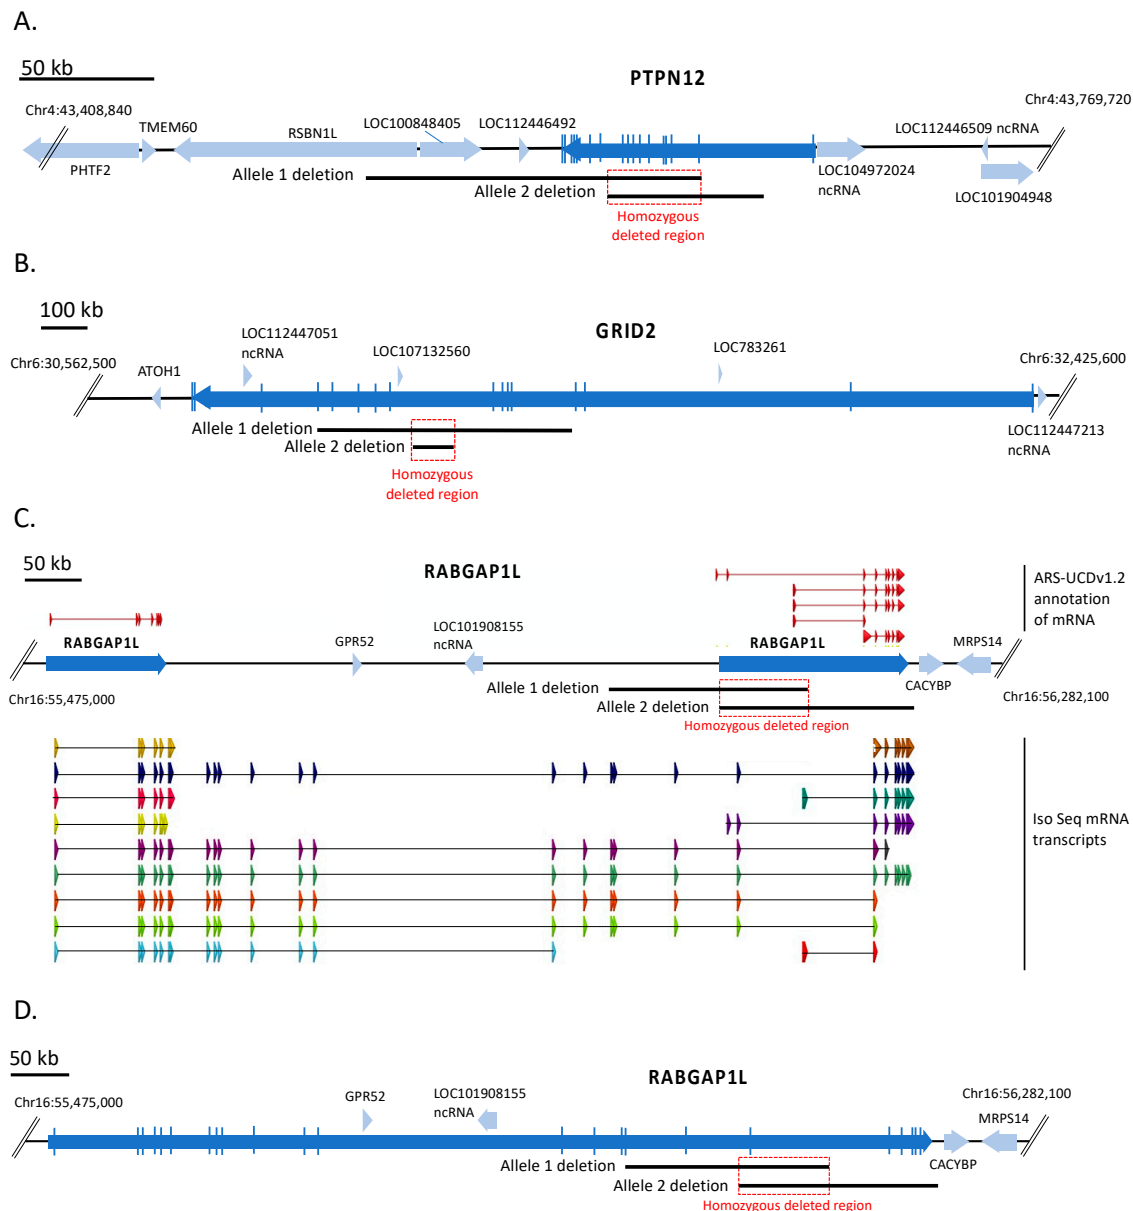 A.
50 kb
PTPN12
Chr4:43,408,840
Chr4:43,769,720
TMEM60
RSBN1L
LOC100848405
LOC112446492
LOC112446509 ncRNA
PHTF2
LOC104972024
ncRNA
LOC101904948
Allele 1 deletion
Allele 2 deletion
Homozygous
deleted region
B.
100 kb
GRID2
LOC112447051
ncRNA
LOC107132560
LOC783261
Chr6:30,562,500
Chr6:32,425,600
ATOH1
LOC112447213
ncRNA
Allele 1 deletion
Allele 2 deletion
Homozygous
deleted region
C.
50 kb
RABGAP1L
ARS-UCDv1.2
annotation
of mRNA
RABGAP1L
GPR52
LOC101908155
ncRNA
RABGAP1L
MRPS14
CACYBP
Chr16:55,475,000
Chr16:56,282,100
Allele 1 deletion
Allele 2 deletion
Homozygous deleted region
Iso Seq mRNA
transcripts
D.
50 kb
RABGAP1L
Chr16:55,475,000
GPR52
LOC101908155
ncRNA
Chr16:56,282,100
MRPS14
CACYBP
Allele 1 deletion
Allele 2 deletion
Homozygous deleted region